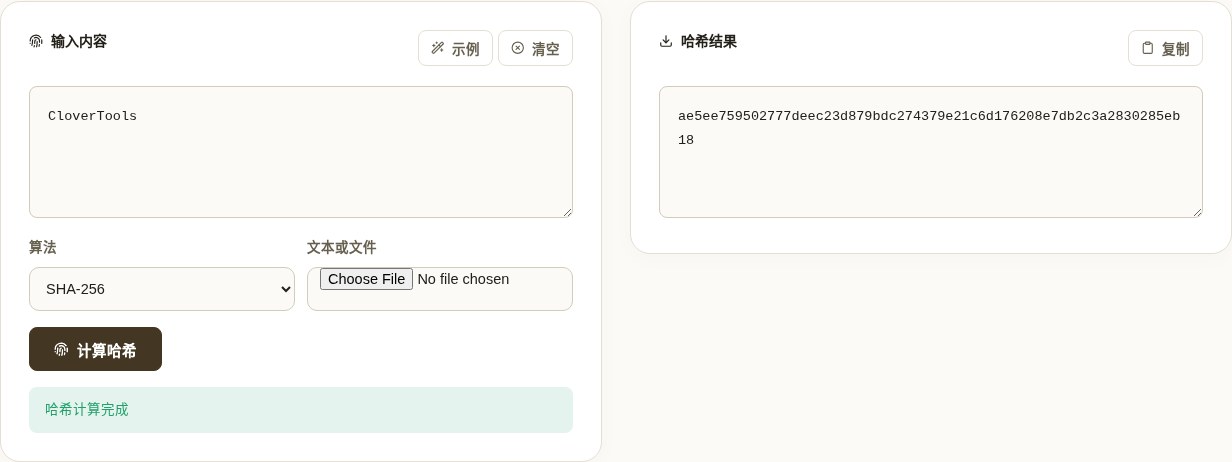 输入内容
示例
清空
CloverTools
算法
文本或文件
SHA-256
Choose File No file chosen
计算哈希
哈希计算完成
哈希结果
复制
ae5ee759502777deec23d879bdc274379e21c6d176208e7db2c3a2830285eb
18